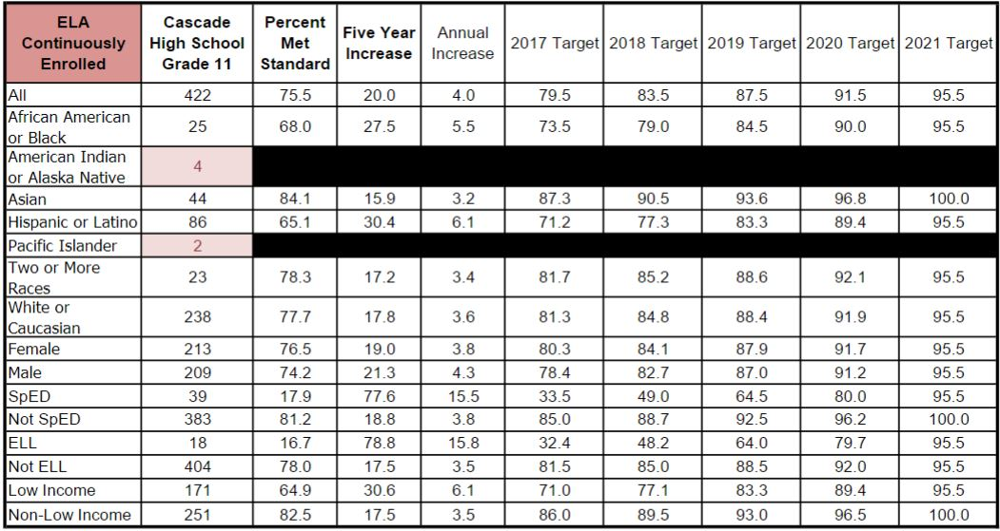 ELA Continuously Enrolled | Cascade High School Grade 11 | Percent Met Standard | Five Year Increase | Annual Increase | 2017 Target | 2018 Target | 2019 Target | 2020 Target | 2021 Target
All 422 75.5 20.0 4.0 79.5 83.5 87.5 91.5 95.5
African American or Black 25 68.0 27.5 5.5 73.5 79.0 84.5 90.0 95.5
American Indian or Alaska Native 4
Asian 44 84.1 15.9 3.2 87.3 90.5 93.6 96.8 100.0
Hispanic or Latino 86 65.1 30.4 6.1 71.2 77.3 83.3 89.4 95.5
Pacific Islander 2
Two or More Races 23 78.3 17.2 3.4 81.7 85.2 88.6 92.1 95.5
White or Caucasian 238 77.7 17.8 3.6 81.3 84.8 88.4 91.9 95.5
Female 213 76.5 19.0 3.8 80.3 84.1 87.9 91.7 95.5
Male 209 74.2 21.3 4.3 78.4 82.7 87.0 91.2 95.5
SpED 39 17.9 77.6 15.5 33.5 49.0 64.5 80.0 95.5
Not SpED 383 81.2 18.8 3.8 85.0 88.7 92.5 96.2 100.0
ELL 18 16.7 78.8 15.8 32.4 48.2 64.0 79.7 95.5
Not ELL 404 78.0 17.5 3.5 81.5 85.0 88.5 92.0 95.5
Low Income 171 64.9 30.6 6.1 71.0 77.1 83.3 89.4 95.5
Non-Low Income 251 82.5 17.5 3.5 86.0 89.5 93.0 96.5 100.0